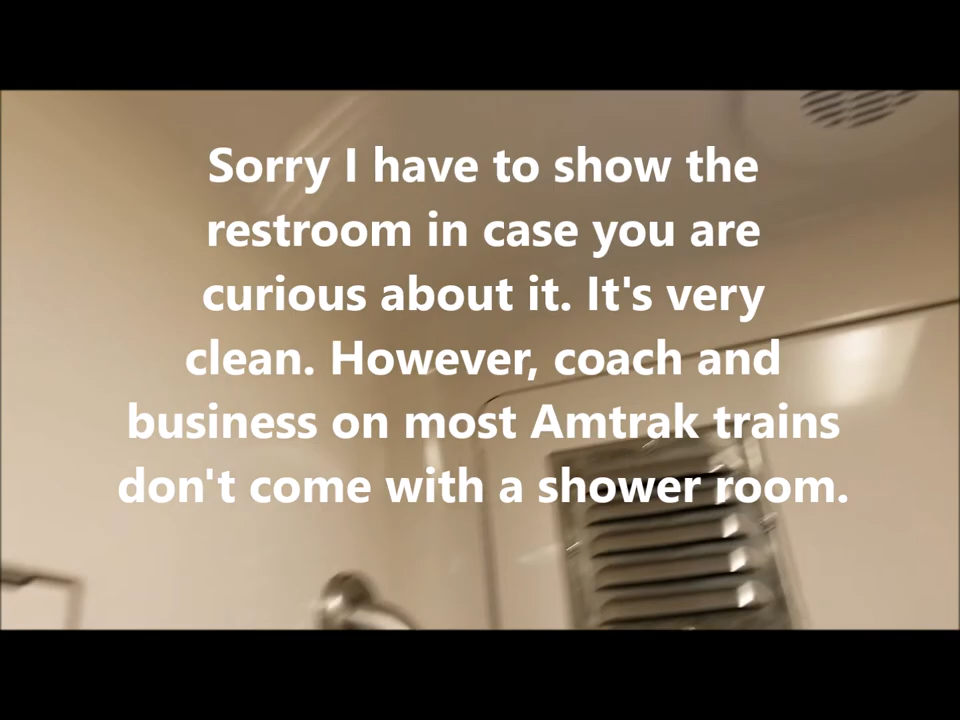 Sorry I have to show the
restroom in case you are
curious about it. It's very
clean. However, coach and
business on most Amtrak trains
don't come with a shower room.